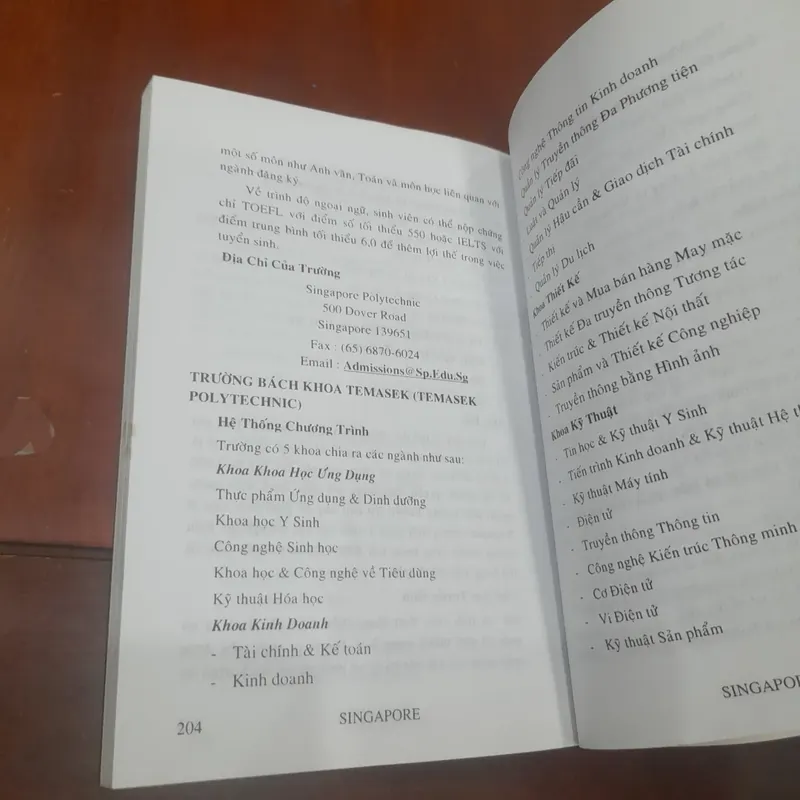 một số môn như Anh văn, Toán và môn học liên quan với
ngành đăng ký.
Về trình độ ngoại ngữ, sinh viên có thể nộp chứng
chỉ TOEFL với điểm số tối thiểu 550 hoặc IELTS với
điểm trung bình tối thiểu 6,0 để thêm lợi thế trong việc
tuyển sinh.
Địa Chỉ Của Trường
Singapore Polytechnic
500 Dover Road
Singapore 139651
Fax : (65) 6870-6024
Email : Admissions@Sp.Edu.Sg
TRƯỜNG BÁCH KHOA TEMASEK (TEMASEK
POLYTECHNIC)
Hệ Thống Chương Trình
Trường có 5 khoa chia ra các ngành như sau:
Khoa Khoa Học Ứng Dụng
Thực phẩm Ứng dụng & Dinh dưỡng
Khoa học Y Sinh
Công nghệ Sinh học
Khoa học & Công nghệ về Tiêu dùng
Kỹ thuật Hóa học
Khoa Kinh Doanh
- Tài chính & Kế toán
- Kinh doanh
204
SINGAPORE
Công nghệ Thông tin Kinh doanh
Quản lý Truyền thông Đa Phương tiện
Quản lý Tiếp đãi
Luật và Quản lý
Quản lý Hậu cần & Giao dịch Tài chính
Tiếp thị
Quản lý Du lịch
Khoa Thiết Kế
Thiết kế và Mua bán hàng May mặc
- Thiết kế Đa truyền thông Tương tác
- Kiến trúc & Thiết kế Nội thất
- Sản phẩm và Thiết kế Công nghiệp
- Truyền thông bằng Hình ảnh
Khoa Kỹ Thuật
- Tin học & Kỹ thuật Y Sinh
- Tiến trình Kinh doanh & Kỹ thuật Hệ
- Kỹ thuật Máy tính
- Điện tử
- Truyền thông Thông tin
- Công nghệ Kiến trúc Thông minh
- Cơ Điện tử
- Vi Điện tử
- Kỹ thuật Sản phẩm
SINGAPO